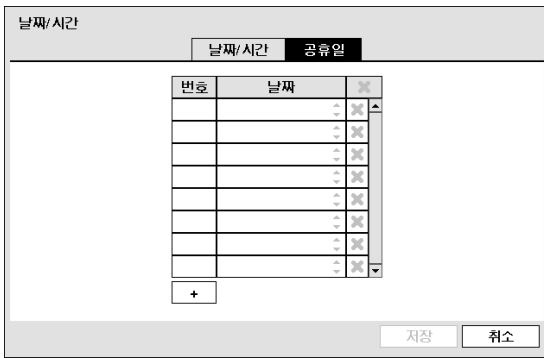 날짜/시간
날짜/시간 공휴일
번호 날짜
+
저장 취소